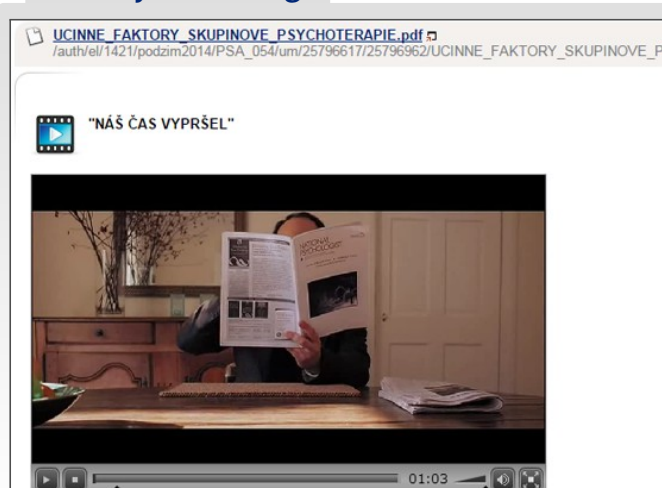 UCINNE_FAKTORY_SKUPINOVE_PSYCHOTERAPIE.pdf
/auth/el/1421/podzim2014/PSA_054/um/25796617/25796962/UCINNE_FAKTORY_SKUPINOVE_P
"NÁŠ ČAS VYPRŠEL"
NATIONAL
PSYCHOLOGIST
01:03